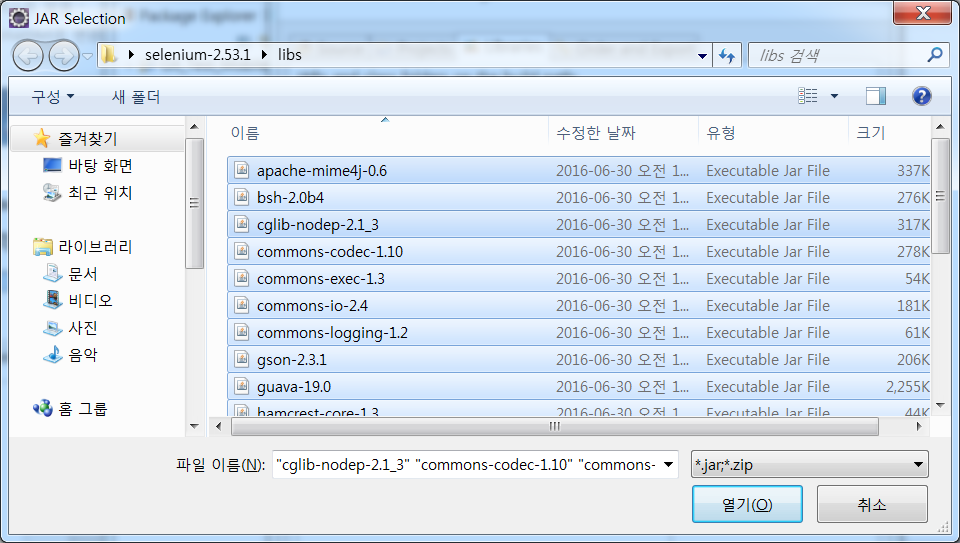 JAR Selection
Package Explorer
selenium-2.53.1 libs
libs 검색
구성 새 폴더
이름 수정한 날짜 유형 크기
즐겨찾기
바탕 화면
최근 위치
라이브러리
문서
비디오
사진
음악
홈 그룹
apache-mime4j-0.6 2016-06-30 오전 1... Executable Jar File 337K
bsh-2.0b4 2016-06-30 오전 1... Executable Jar File 276K
cglib-nodep-2.1_3 2016-06-30 오전 1... Executable Jar File 317K
commons-codec-1.10 2016-06-30 오전 1... Executable Jar File 278K
commons-exec-1.3 2016-06-30 오전 1... Executable Jar File 54K
commons-io-2.4 2016-06-30 오전 1... Executable Jar File 181K
commons-logging-1.2 2016-06-30 오전 1... Executable Jar File 61K
gson-2.3.1 2016-06-30 오전 1... Executable Jar File 206K
guava-19.0 2016-06-30 오전 1... Executable Jar File 2,255K
hamcrest-core-1.3 2016-06-30 오전 1... Executable Jar File 44K
파일 이름(N): "cglib-nodep-2.1_3" "commons-codec-1.10" "commons- *.jar;*.zip
열기(O) 취소